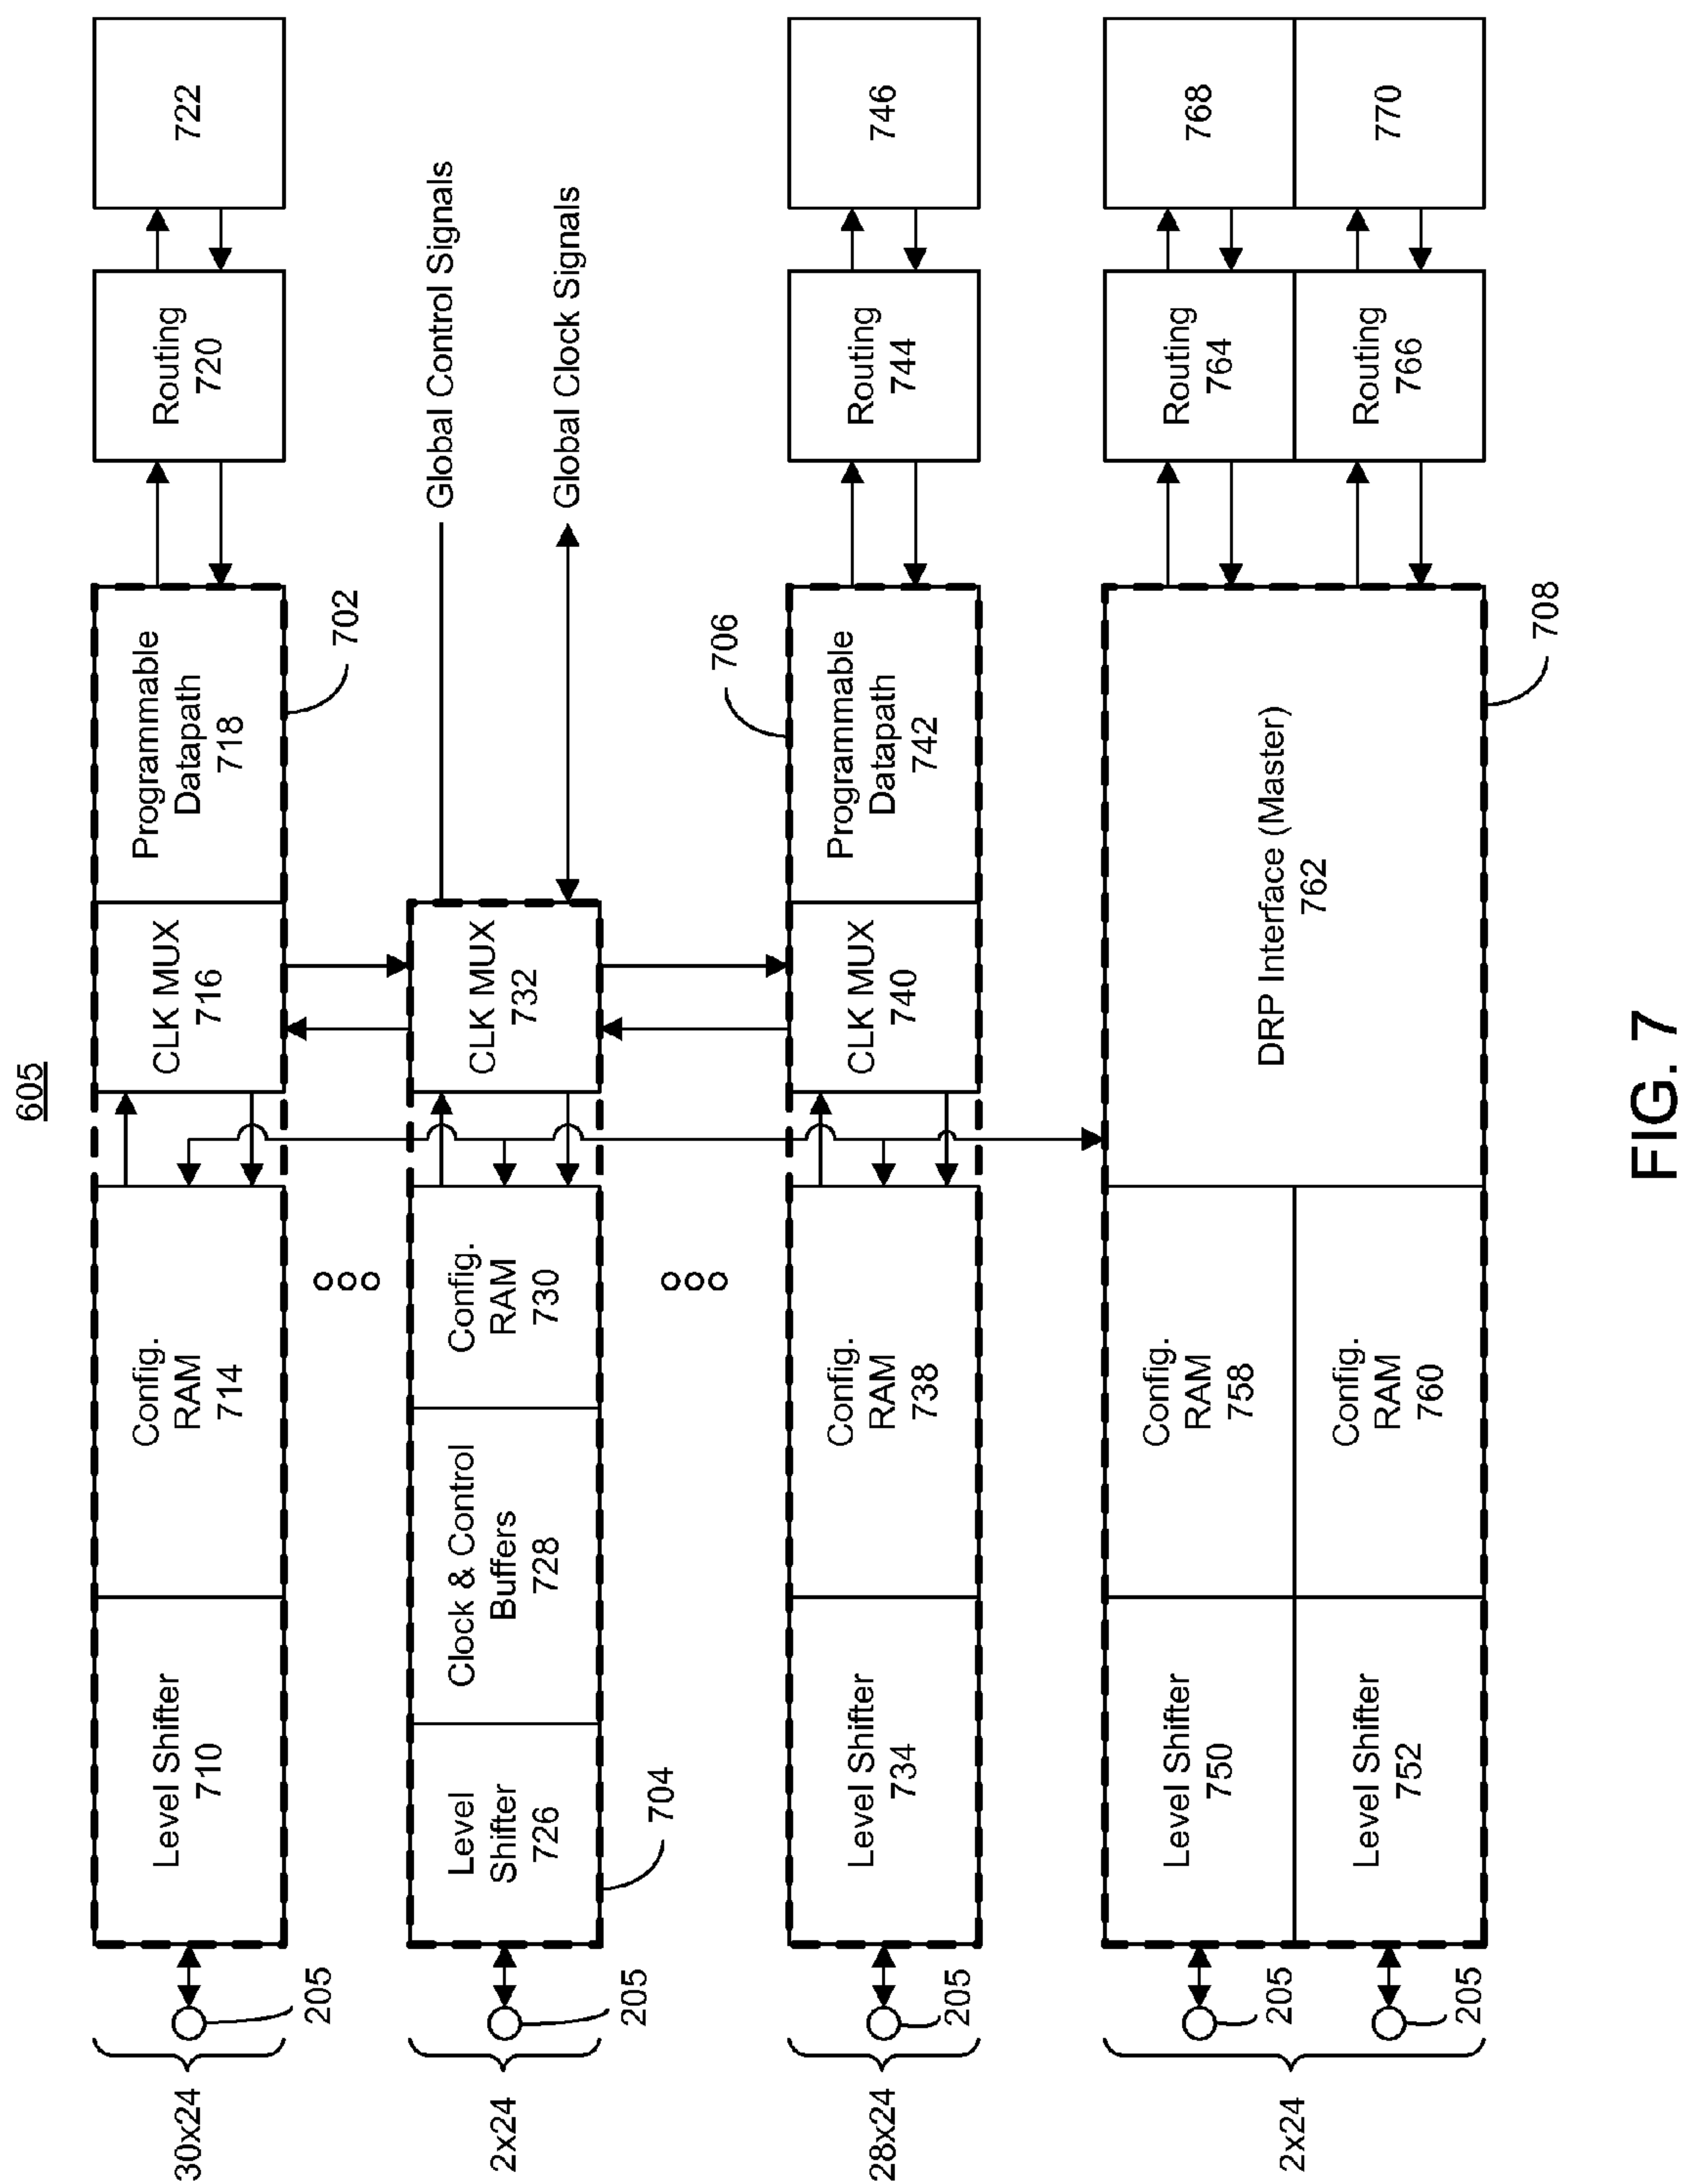 605
30x24
205
Level Shifter
710
Config.
RAM
714
CLK MUX
716
Programmable
Datapath
718
702
Routing
720
722
2x24
205
Level
Shifter
726
704
Clock & Control
Buffers
728
Config.
RAM
730
CLK MUX
732
Global Control Signals
Global Clock Signals
28x24
205
Level Shifter
734
Config.
RAM
738
CLK MUX
740
Programmable
Datapath
742
706
Routing
744
746
2x24
205
205
Level Shifter
750
Config.
RAM
758
Level Shifter
752
Config.
RAM
760
DRP Interface (Master)
762
708
Routing
764
768
Routing
766
770
FIG. 7